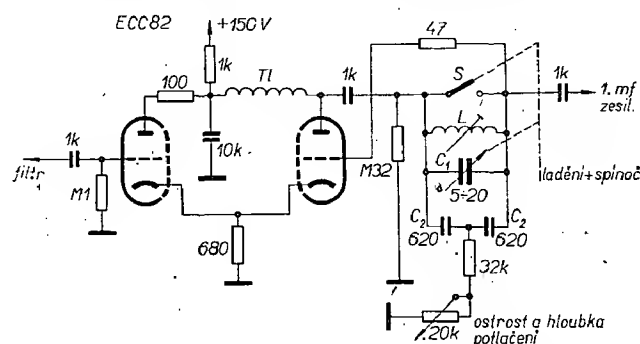 ECC82
+150V
47
1k
100
Tl
1k
S
1k
1. mf
zesil.
1k
10k
L
filtr
M1
M32
C1
ladění+spínač
5÷20
C2
C2
680
620
620
32k
20k
ostrost a hloubka
potlačení